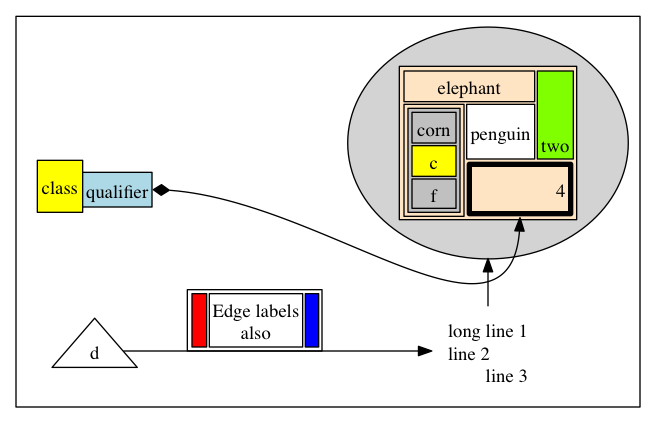 elephant
corn
penguin
two
class
qualifier
c
f
4
Edge labels
also
d
long line 1
line 2
line 3